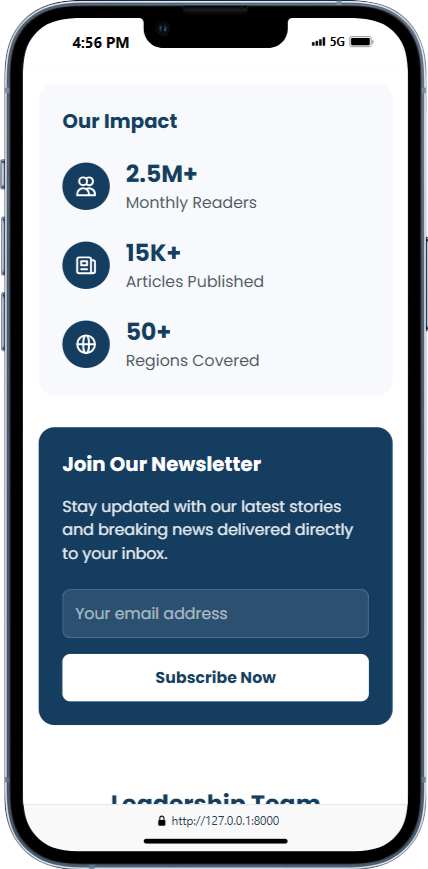 4:56 PM
5G
Our Impact
2.5M+
Monthly Readers
15K+
Articles Published
50+
Regions Covered
Join Our Newsletter
Stay updated with our latest stories
and breaking news delivered directly
to your inbox.
Your email address
Subscribe Now
Leadership Team
http://127.0.0.1:8000